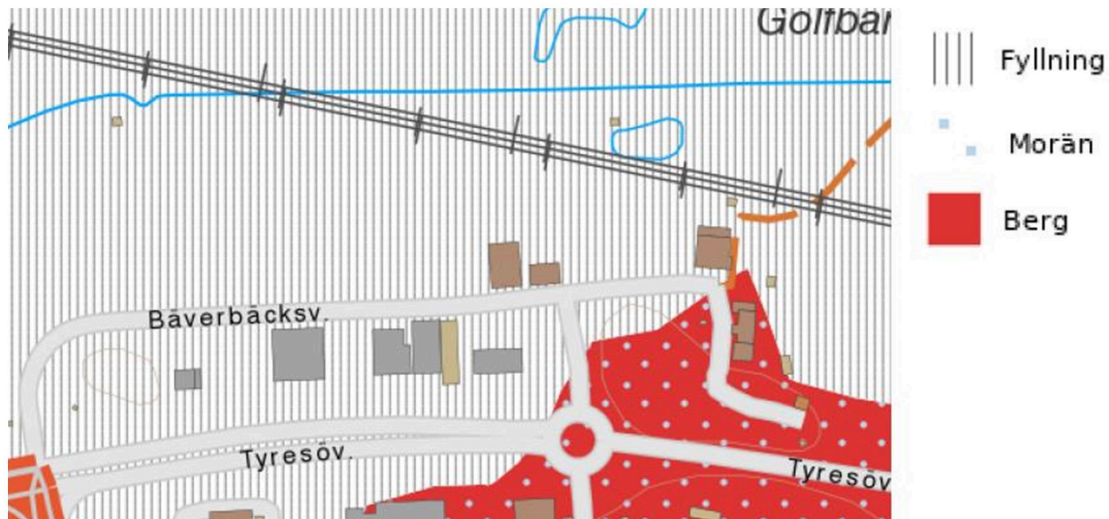 Golfbar
Fyllning
Morän
Berg
Bäverbäcksv.
Tyresöv.
Tyresöv